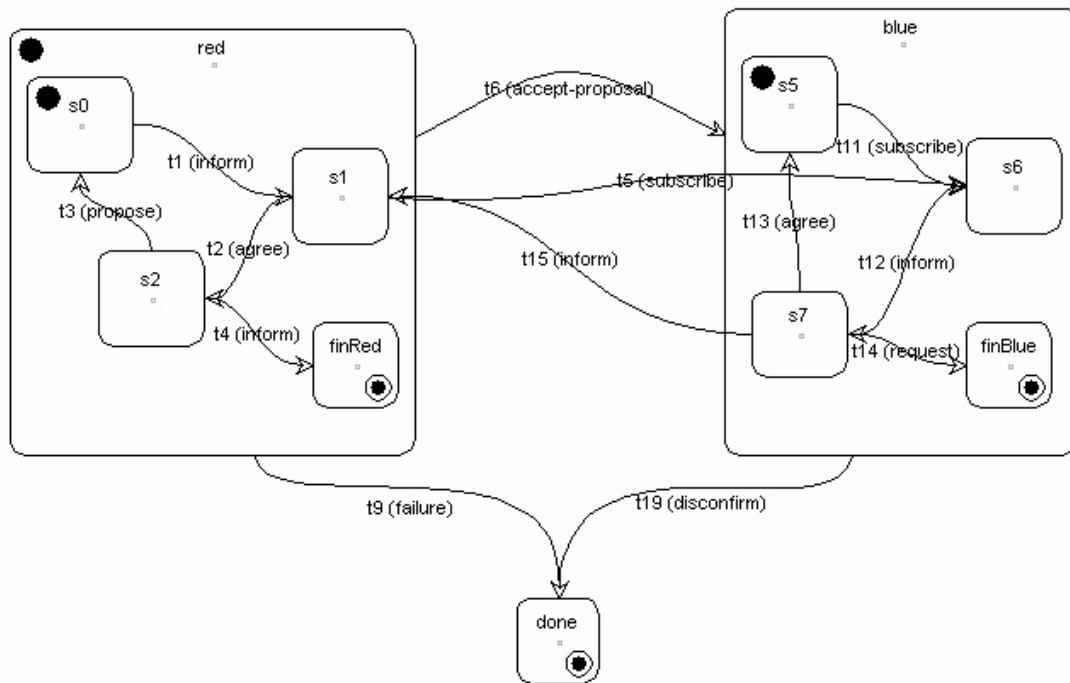 red
blue
s0
t1 (inform)
s1
t3 (propose)
t2 (agree)
s2
t4 (inform)
finRed
t6 (accept-proposal)
t5 (subscribe)
t15 (inform)
s5
t11 (subscribe)
s6
t13 (agree)
t12 (inform)
s7
t14 (request)
finBlue
t9 (failure)
t19 (disconfirm)
done